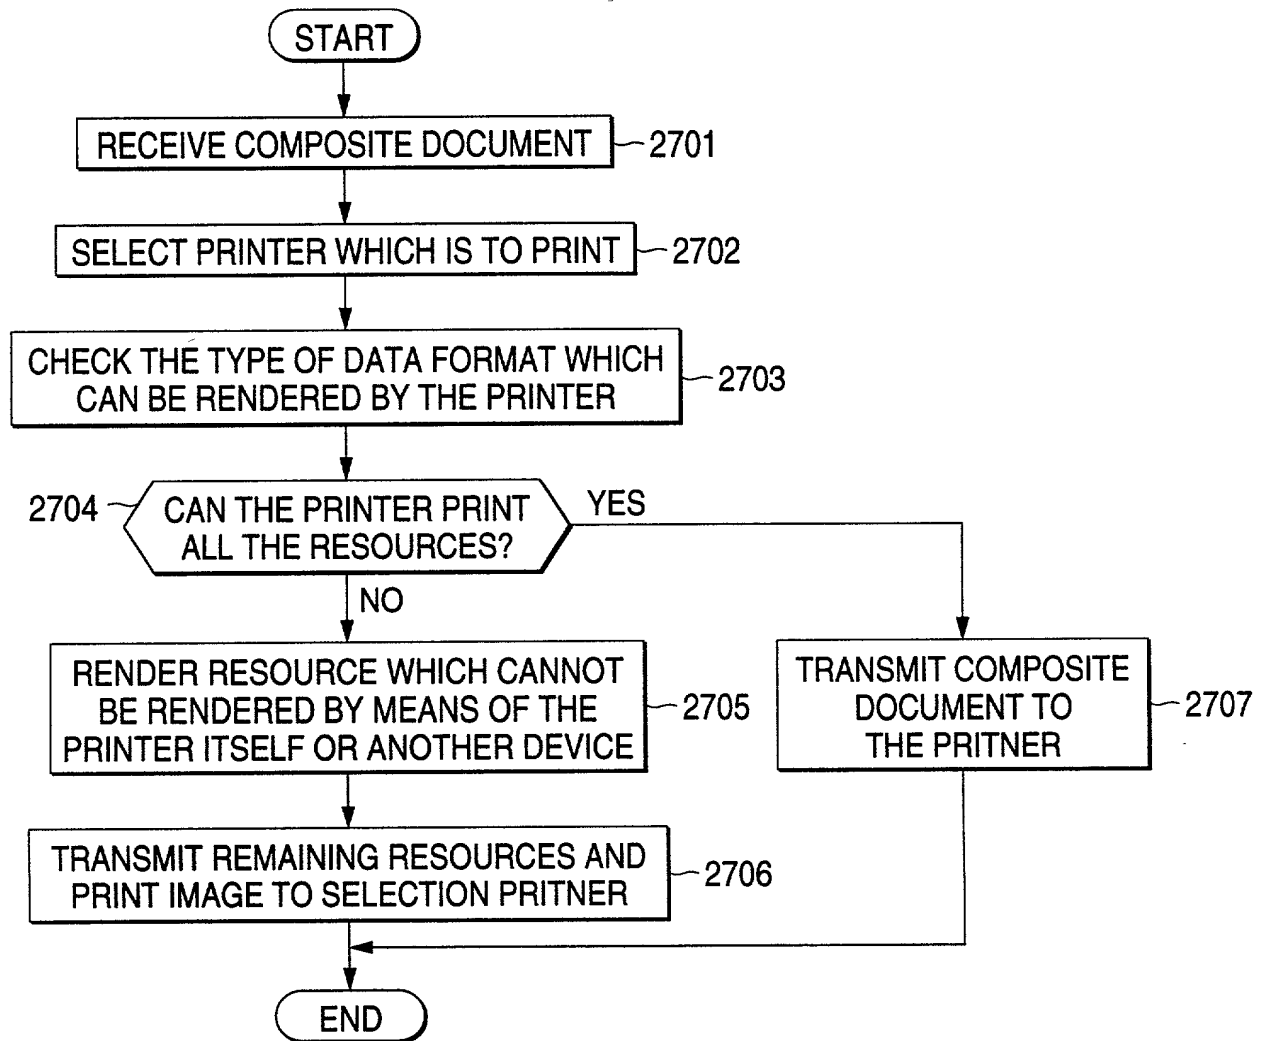 START
RECEIVE COMPOSITE DOCUMENT
2701
SELECT PRINTER WHICH IS TO PRINT
2702
CHECK THE TYPE OF DATA FORMAT WHICH
CAN BE RENDERED BY THE PRINTER
2703
2704
CAN THE PRINTER PRINT
ALL THE RESOURCES?
YES
NO
RENDER RESOURCE WHICH CANNOT
BE RENDERED BY MEANS OF THE
PRINTER ITSELF OR ANOTHER DEVICE
2705
TRANSMIT COMPOSITE
DOCUMENT TO
THE PRITNER
2707
TRANSMIT REMAINING RESOURCES AND
PRINT IMAGE TO SELECTION PRITNER
2706
END